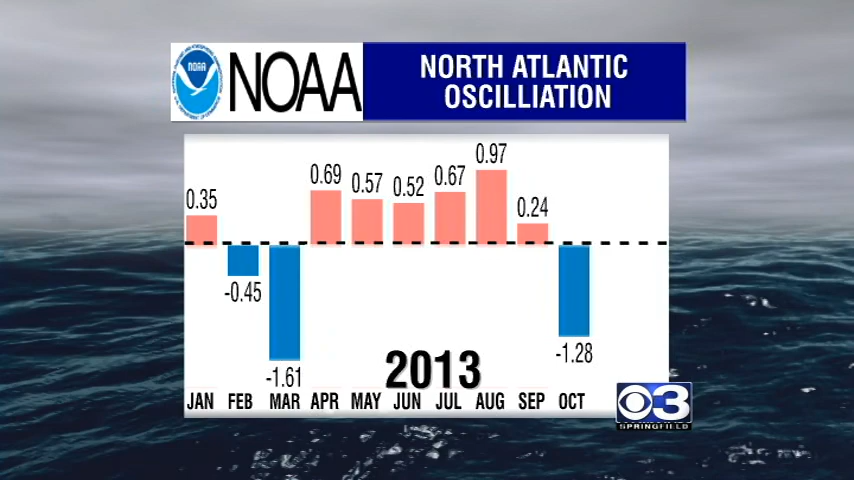 NOAA
NOAA
NORTH ATLANTIC
OSCILLIATION
0.35
-0.45
-1.61
0.69
0.57
0.52
0.67
0.97
0.24
-1.28
2013
JAN FEB MAR APR MAY JUN JUL AUG SEP OCT
3
SPRINGFIELD